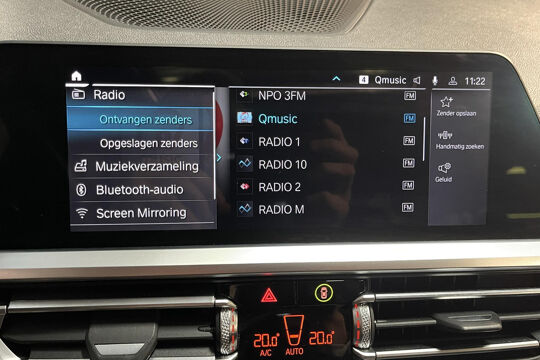 4 Qmusic 11:22
Radio
Ontvangen zenders
Opgeslagen zenders
Muziekverzameling
Bluetooth-audio
Screen Mirroring
NPO 3FM FM
Qmusic FM
RADIO 1 FM
RADIO 10 FM
RADIO 2 FM
RADIO M FM
Zender opslaan
Handmatig zoeken
Geluid
20.0 20.0
A/C AUTO